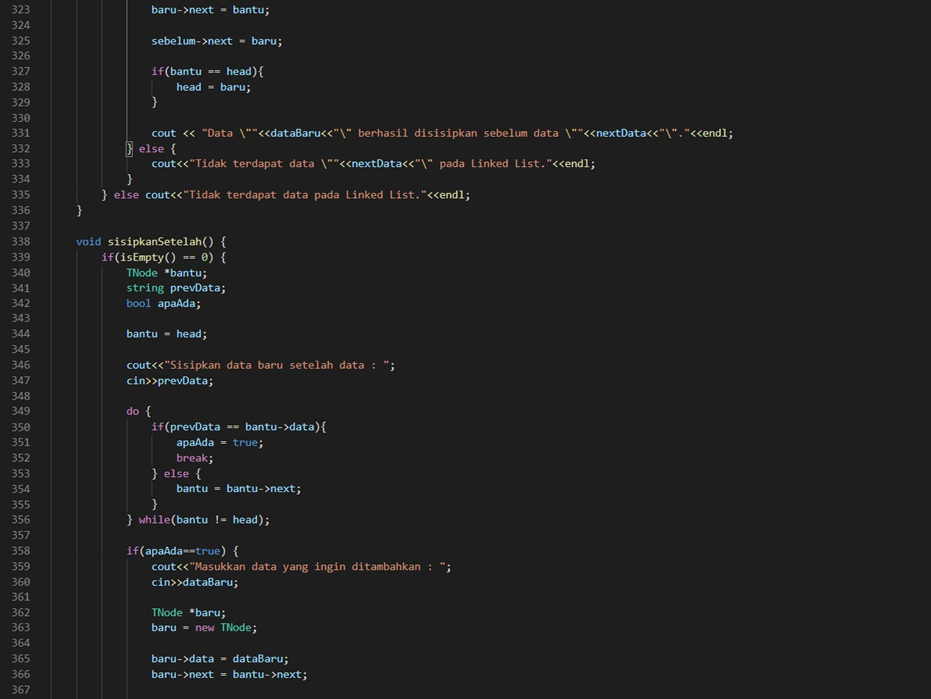 323 baru->next = bantu;
324
325 sebelum->next = baru;
326
327 if(bantu == head){
328 head = baru;
329 }
330
331 cout << "Data \""<<dataBaru<<"\" berhasil disisipkan sebelum data \""<<nextData<<"\"."<<endl;
332 } else {
333 cout<<"Tidak terdapat data \""<<nextData<<"\" pada Linked List."<<endl;
334 }
335 } else cout<<"Tidak terdapat data pada Linked List."<<endl;
336 }
337
338 void sisipkanSetelah() {
339 if(isEmpty() == 0) {
340 TNode *bantu;
341 string prevData;
342 bool apaAda;
343
344 bantu = head;
345
346 cout<<"Sisipkan data baru setelah data : ";
347 cin>>prevData;
348
349 do {
350 if(prevData == bantu->data){
351 apaAda = true;
352 break;
353 } else {
354 bantu = bantu->next;
355 }
356 } while(bantu != head);
357
358 if(apaAda==true) {
359 cout<<"Masukkan data yang ingin ditambahkan : ";
360 cin>>dataBaru;
361
362 TNode *baru;
363 baru = new TNode;
364
365 baru->data = dataBaru;
366 baru->next = bantu->next;
367